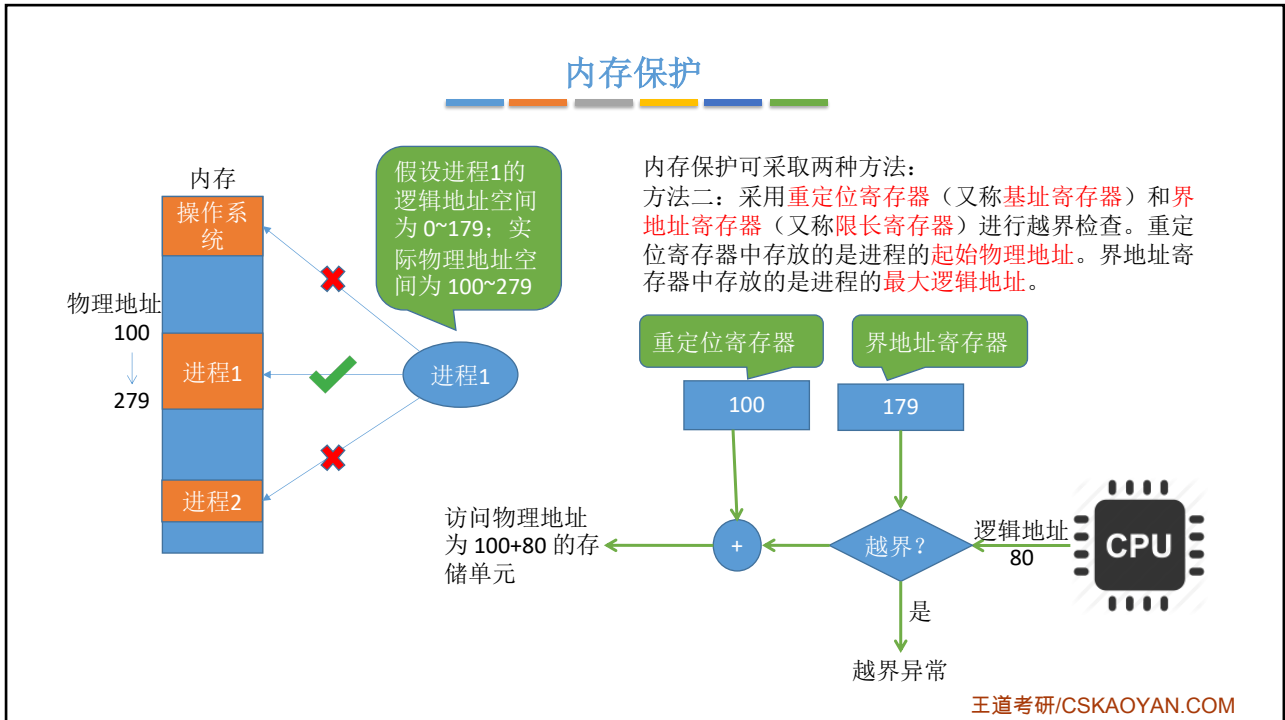 内存保护
内存
操作系
统
物理地址
100
279
进程1
进程2
假设进程1的
逻辑地址空间
为 0~179；实
际物理地址空
间为 100~279
进程1
内存保护可采取两种方法：
方法二：采用重定位寄存器（又称基址寄存器）和界
地址寄存器（又称限长寄存器）进行越界检查。重定
位寄存器中存放的是进程的起始物理地址。界地址寄
存器中存放的是进程的最大逻辑地址。
重定位寄存器
界地址寄存器
100
179
访问物理地址
为 100+80 的存
储单元
+
越界？
逻辑地址
80
CPU
是
越界异常
王道考研/CSKAOYAN.COM